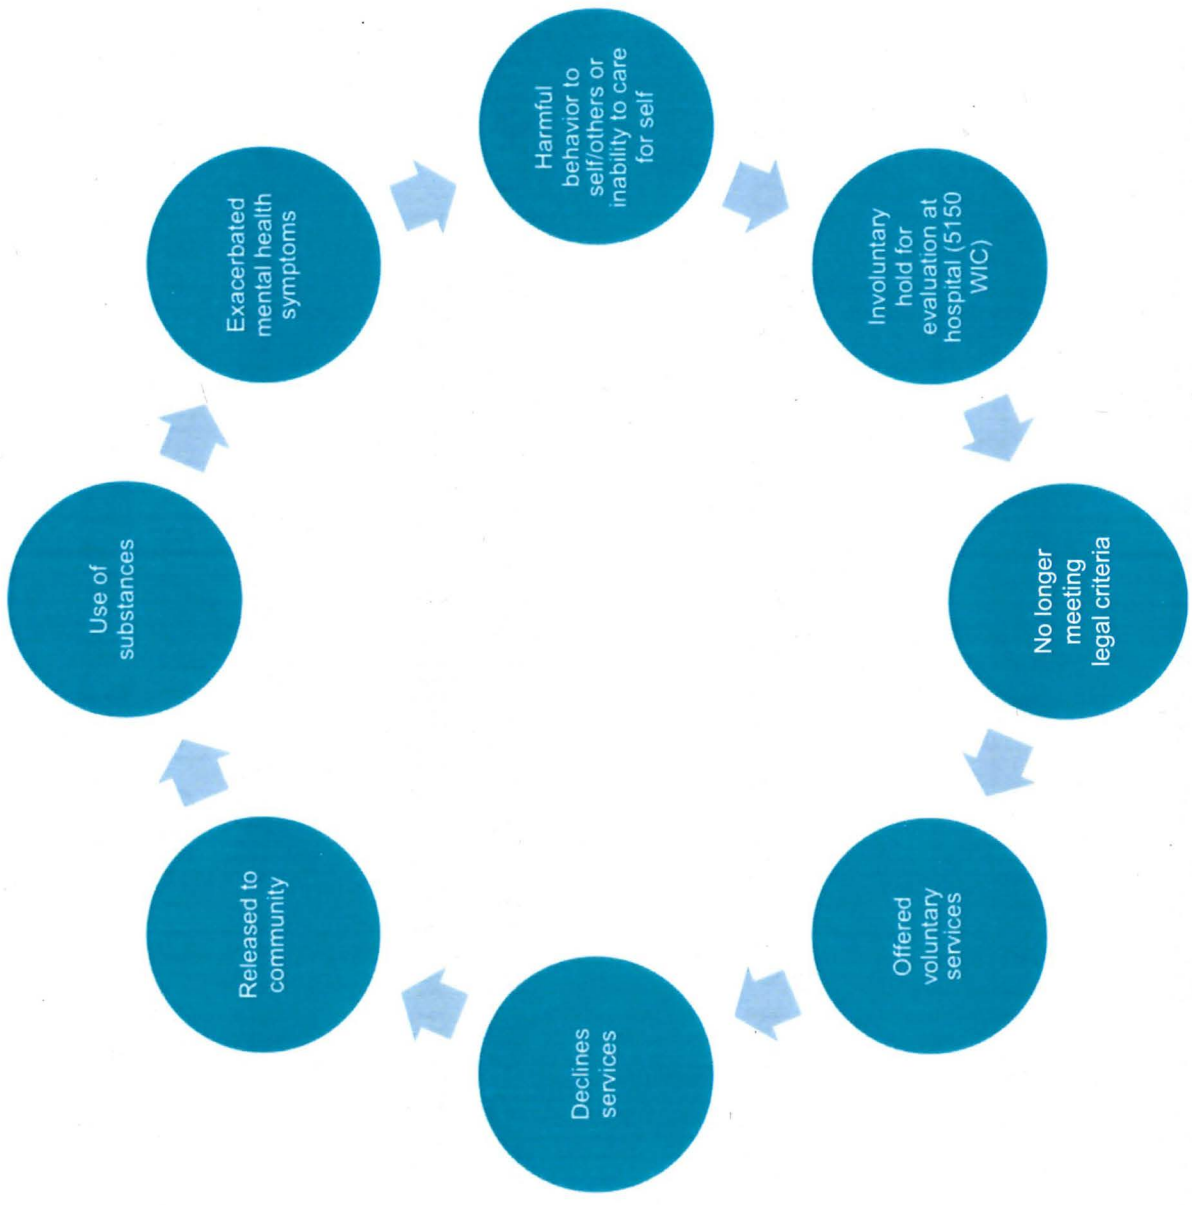 Use of
substances
Exacerbated
mental health
symptoms
Harmful
behavior to
self/others or
inability to care
for self
Involuntary
hold for
evaluation at
hospital (5150
WIC)
No longer
meeting
legal criteria
Offered
voluntary
services
Declines
services
Released to
community